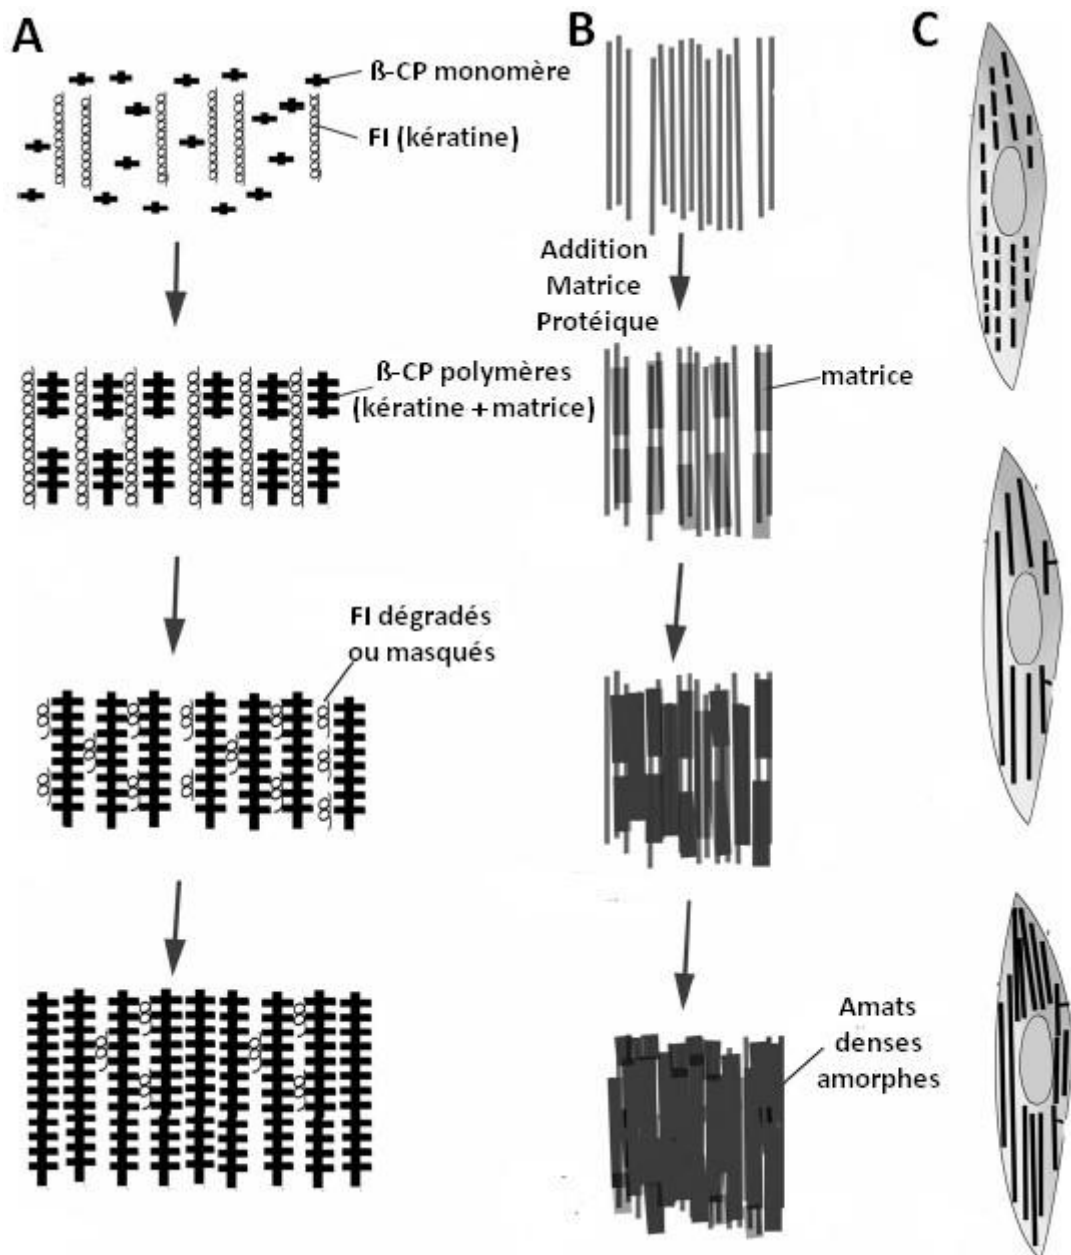 A
B
C
ß-CP monomère
FI (kératine)
Addition
Matrice
Protéique
ß-CP polymères
(kératine + matrice)
matrice
FI dégradés
ou masqués
Amats
denses
amorphes